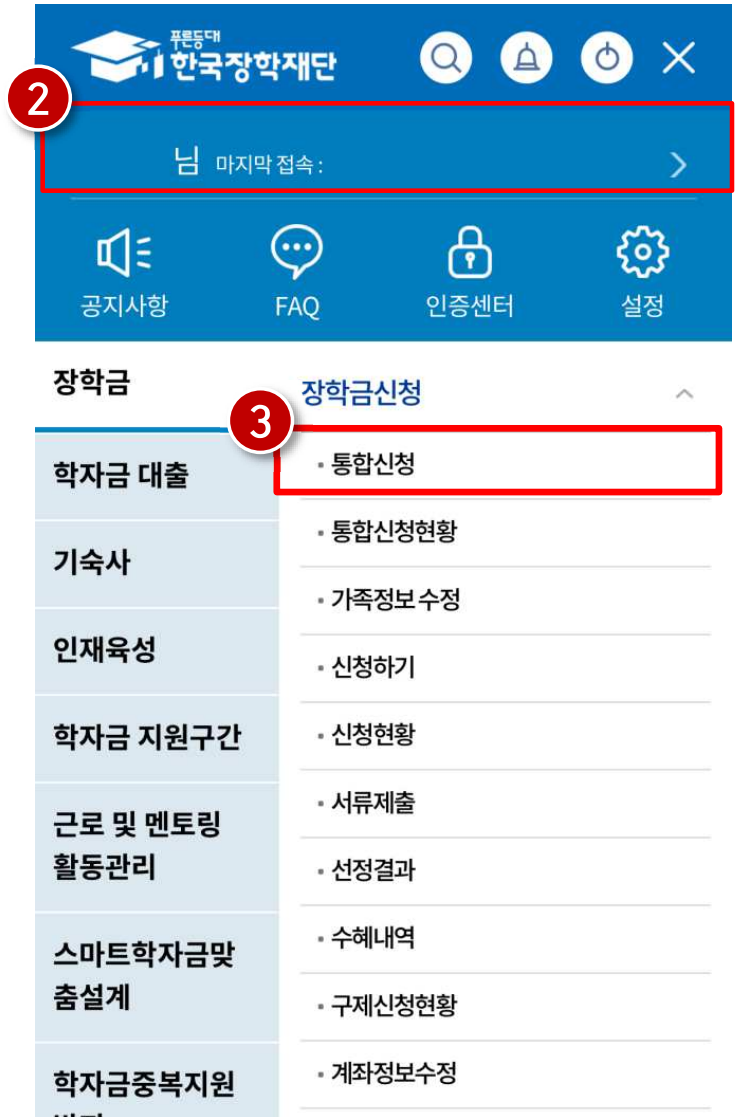 푸른등대
한국장학재단
2
님 마지막 접속 :
공지사항 FAQ 인증센터 설정
장학금
학자금 대출
기숙사
인재육성
학자금 지원구간
근로 및 멘토링
활동관리
스마트학자금맞
춤설계
학자금중복지원
장학금신청
3
통합신청
통합신청현황
가족정보 수정
신청하기
신청현황
서류제출
선정결과
수혜내역
구제신청현황
계좌정보수정